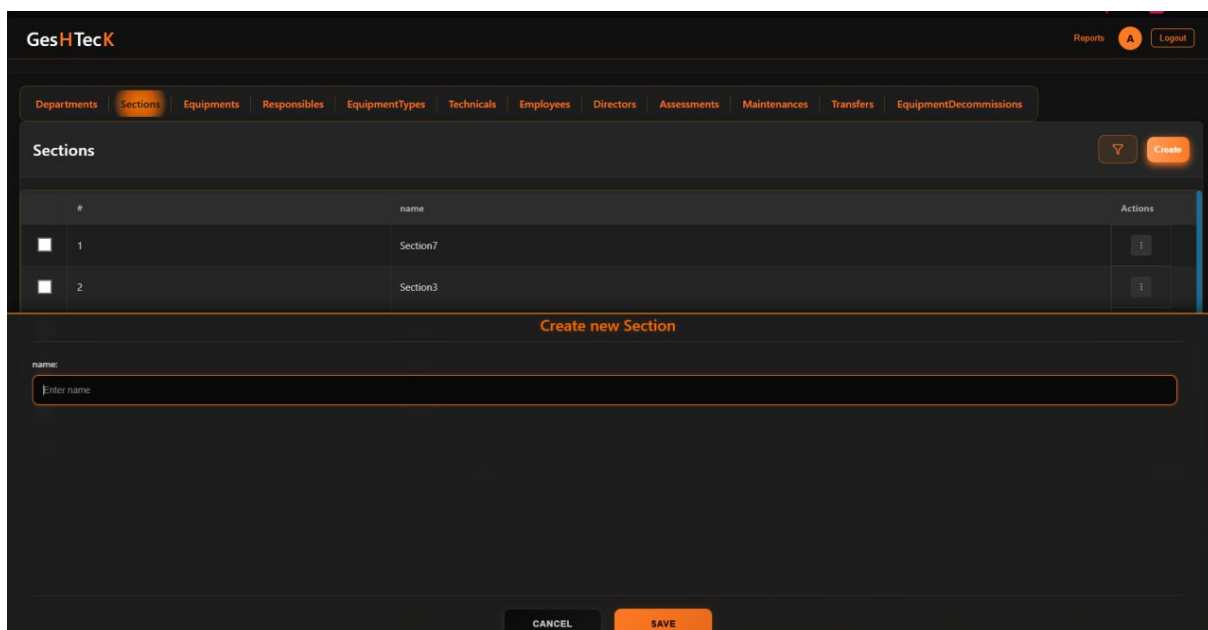 GesHTecK
Reports A Logout
Departments Sections Equipments Responsibles EquipmentTypes Technicals Employees Directors Assessments Maintenances Transfers EquipmentDecommissions
Sections Create
# name Actions
1 Section7
2 Section3
Create new Section
name:
Enter name
CANCEL SAVE